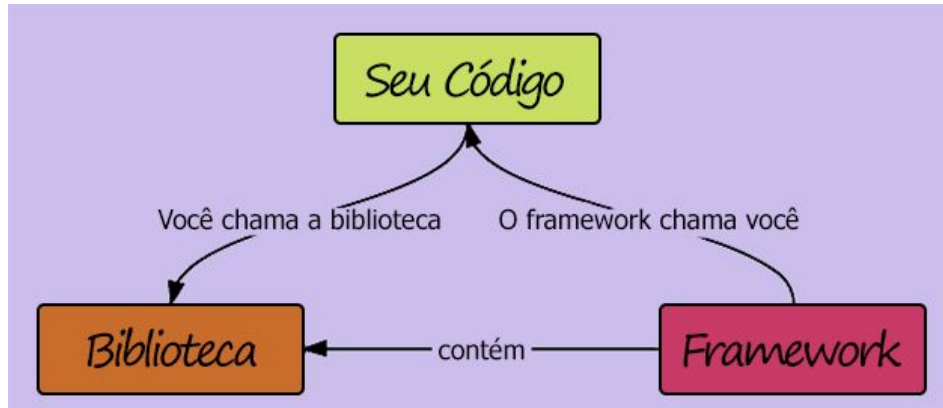 Seu Código
Você chama a biblioteca
O framework chama você
Biblioteca
contém
Framework